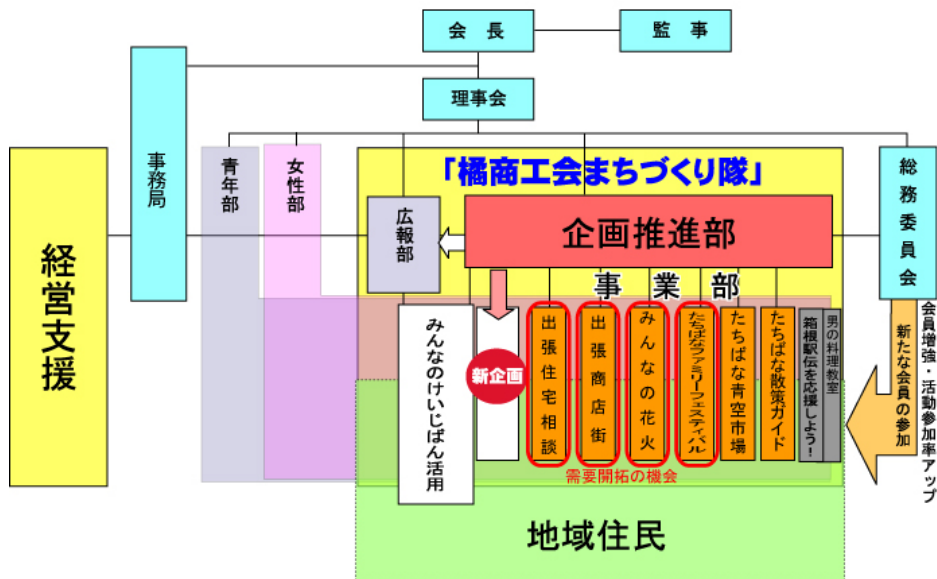 会長
監事
理事会
事務局
青年部
女性部
「橘商工会まちづくり隊」
総務委員会
広報部
企画推進部
経営支援
事業部
みんなのけいじばん活用
新企画
出張住宅相談
出張商店街
みんなの花火
たちばなファミリーフェスティバル
たちばな青空市場
たちばな散策ガイド
箱根駅伝を応援しよう!
男の料理教室
新たな会員の参加
会員増強・活動参加率アップ
需要開拓の機会
地域住民